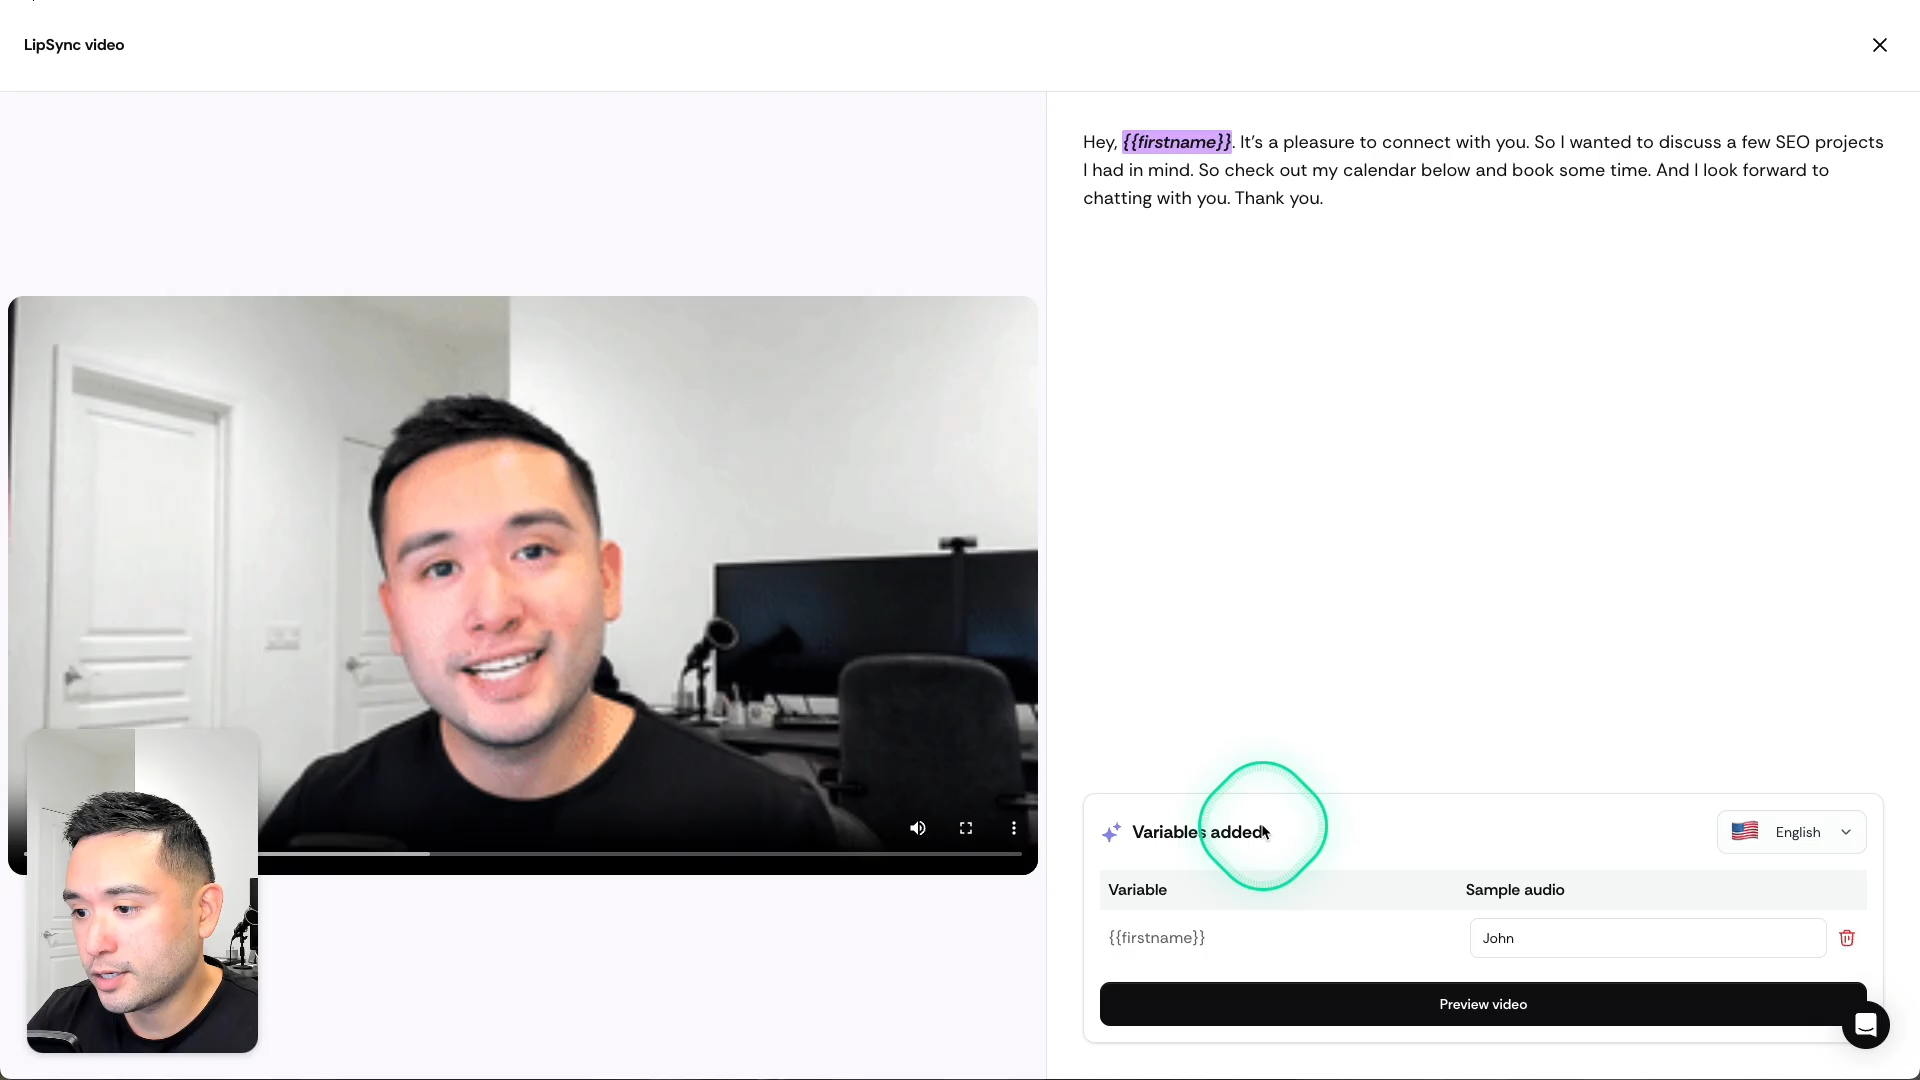 LipSync video
Hey, {{firstname}}. It's a pleasure to connect with you. So I wanted to discuss a few SEO projects
I had in mind. So check out my calendar below and book some time. And I look forward to
chatting with you. Thank you.
Variables added
English
Variable Sample audio
{{firstname}} John
Preview video